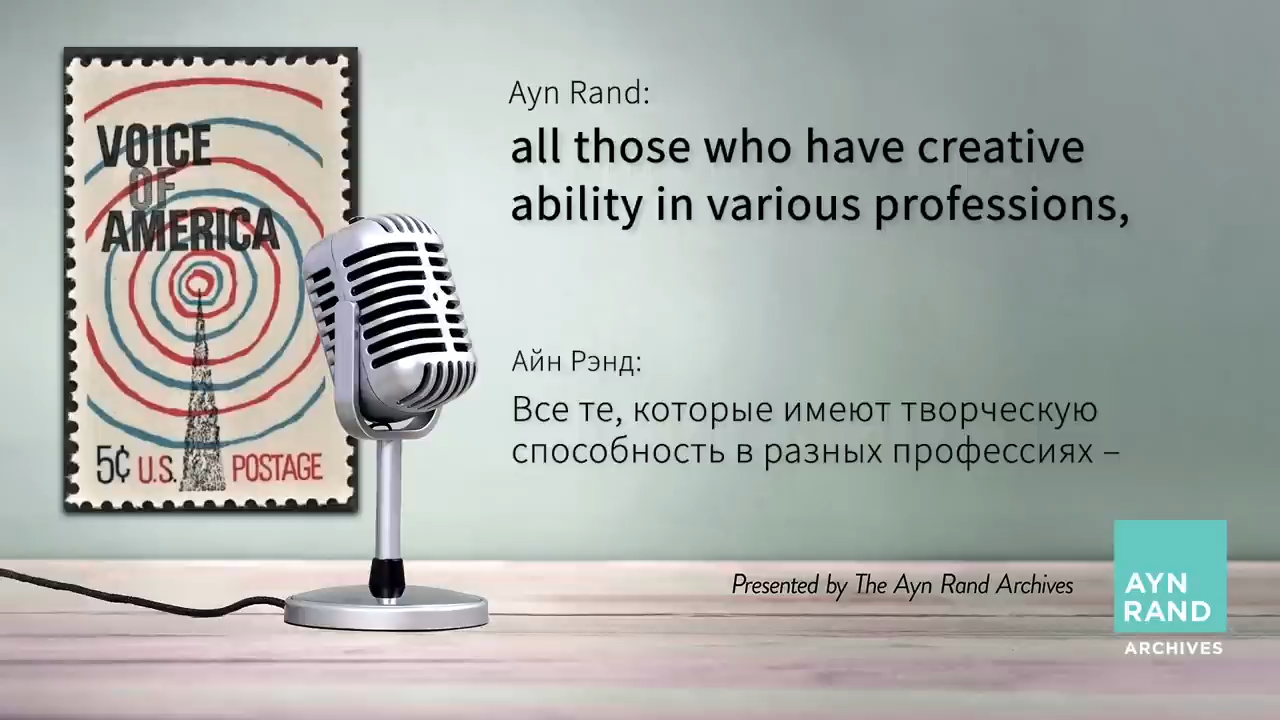 VOICE
OF
AMERICA
5¢ U.S. POSTAGE
Ayn Rand:
all those who have creative
ability in various professions,
Айн Рэнд:
Все те, которые имеют творческую
способность в разных профессиях –
Presented by The Ayn Rand Archives
AYN
RAND
ARCHIVES